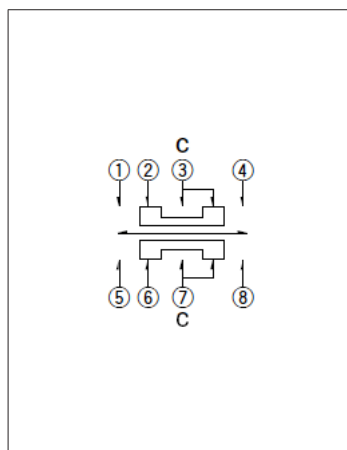 C
① ② ③ ④
⑤ ⑥ ⑦ ⑧
C